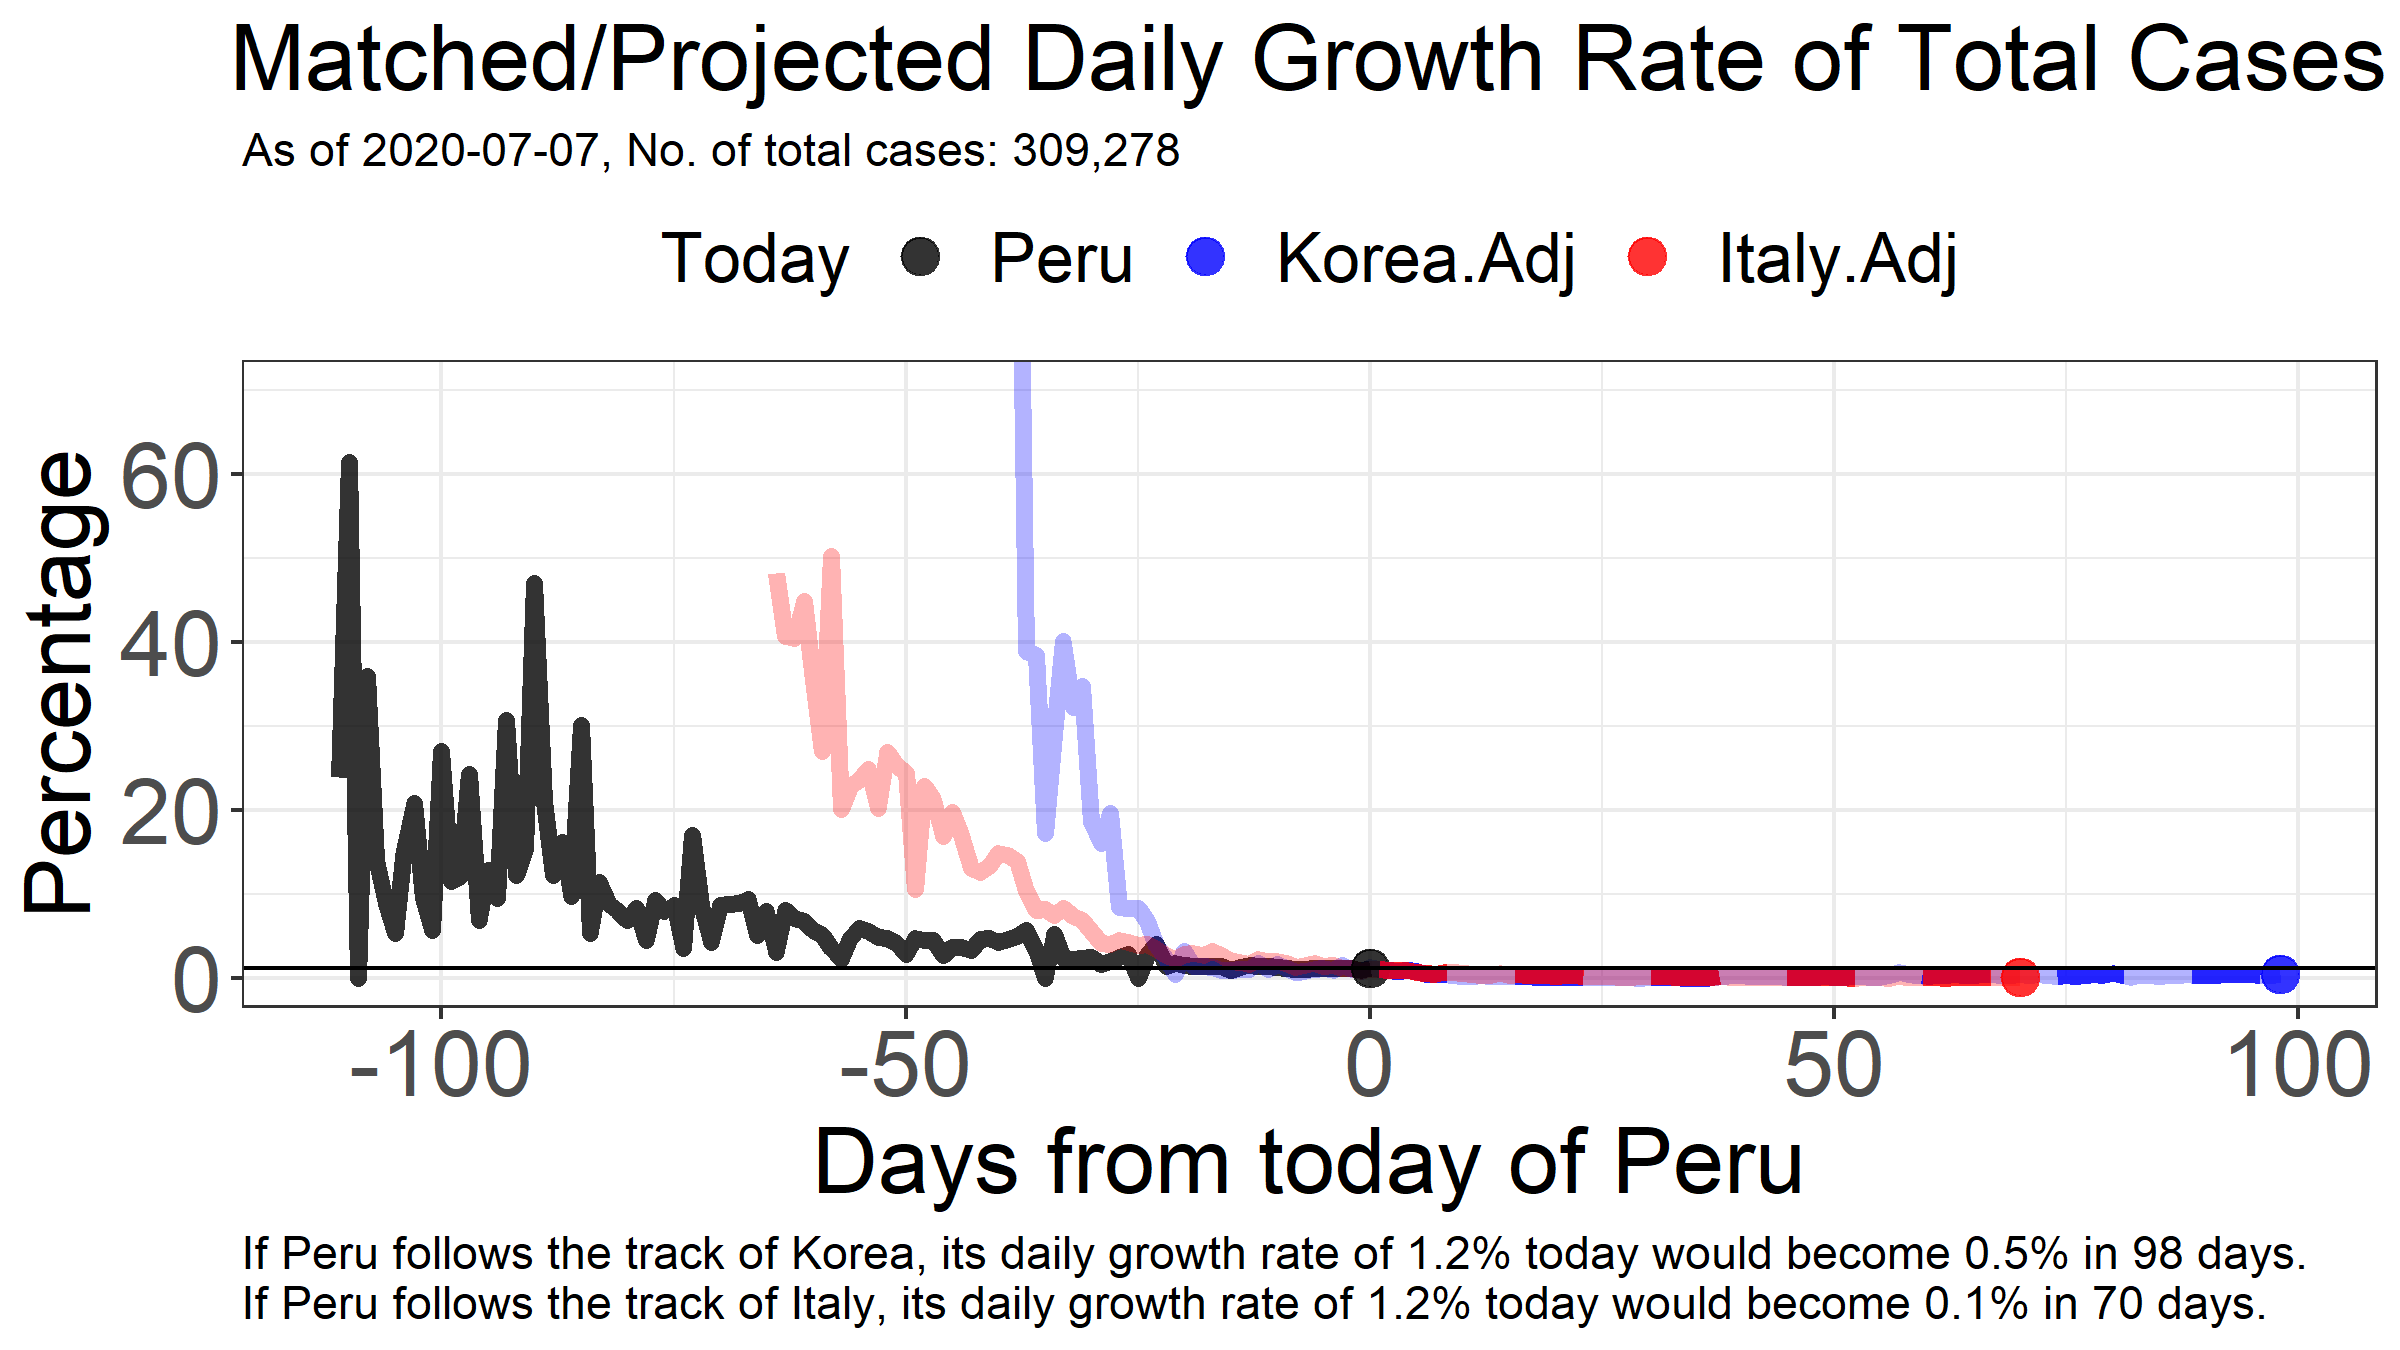 Matched/Projected Daily Growth Rate of Total Cases
As of 2020-07-07, No. of total cases: 309,278
Today Peru Korea.Adj Italy.Adj
Percentage
60
40
20
0
-100 -50 0 50 100
Days from today of Peru
If Peru follows the track of Korea, its daily growth rate of 1.2% today would become 0.5% in 98 days.
If Peru follows the track of Italy, its daily growth rate of 1.2% today would become 0.1% in 70 days.